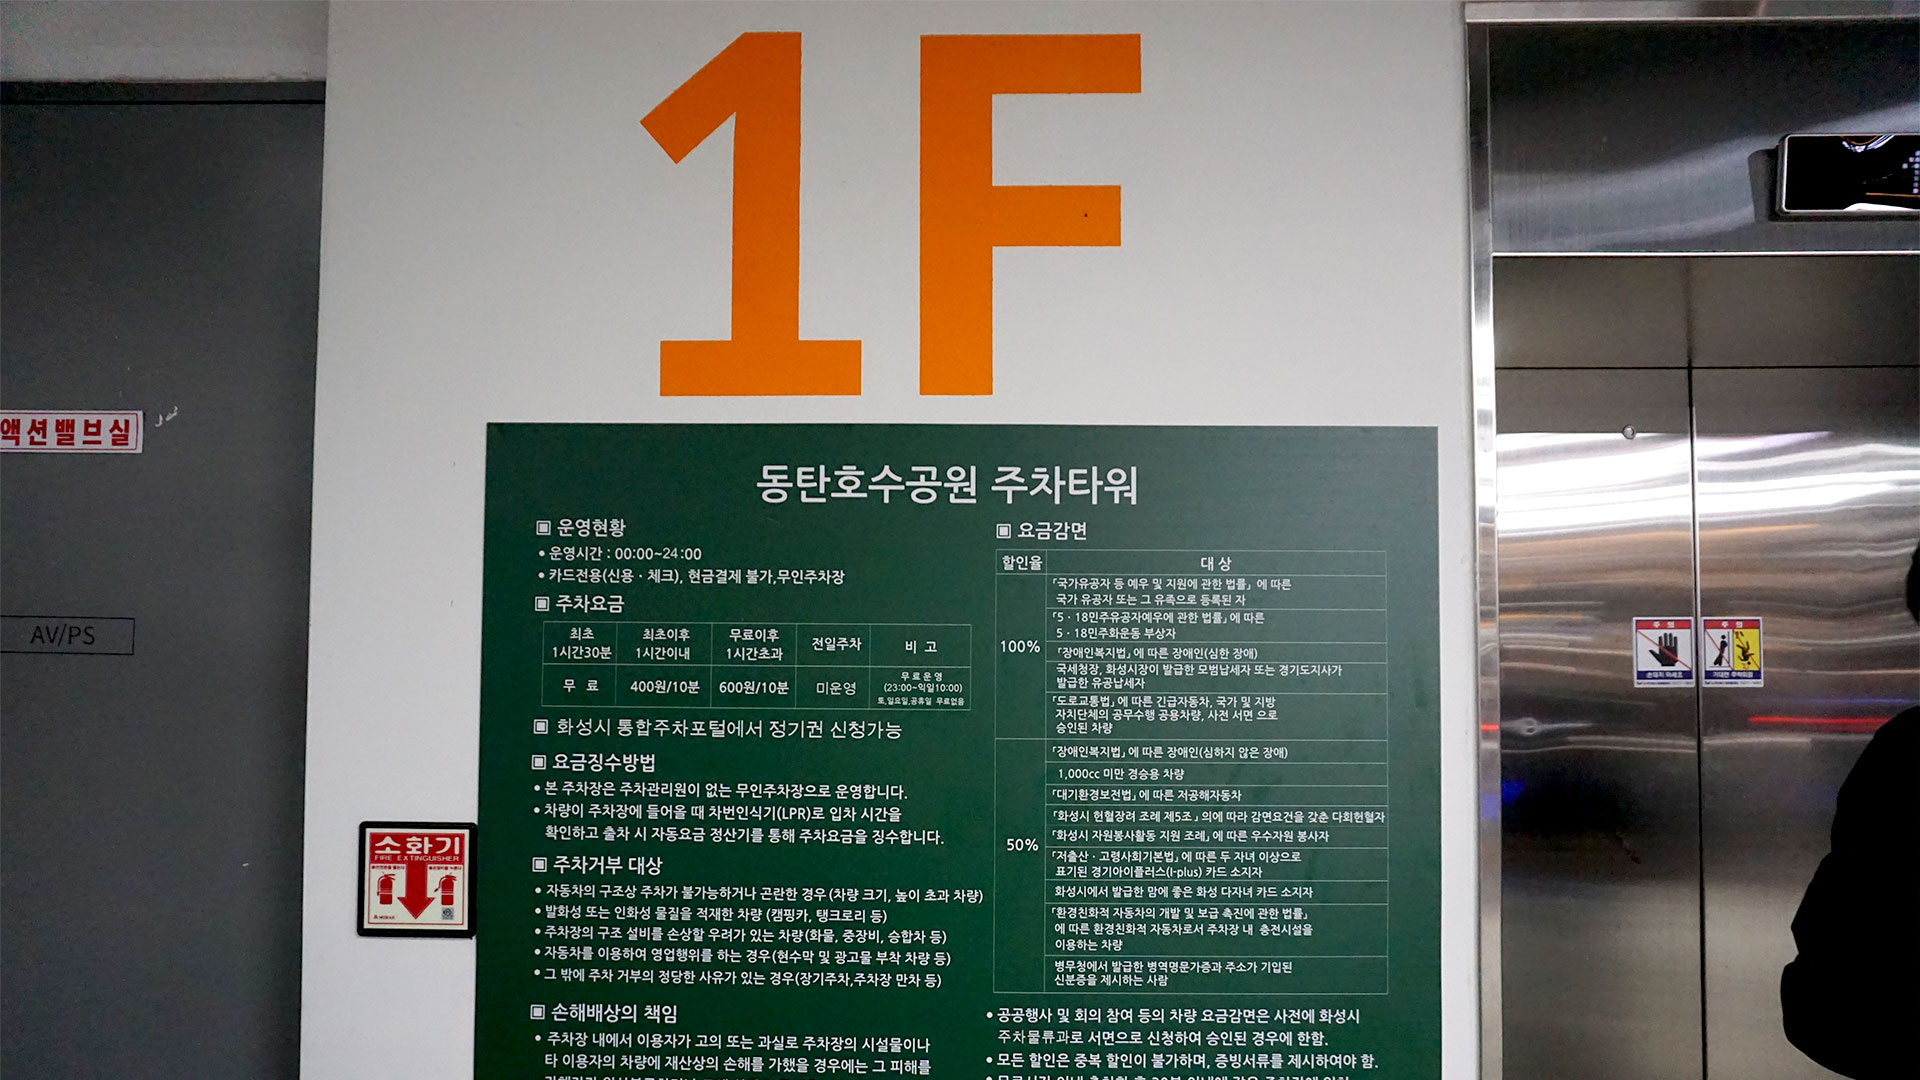 1F
액션밸브실
AV/PS
소화기
FIRE EXTINGUISHER
동탄호수공원 주차타워
▣ 운영현황
• 운영시간 : 00:00~24:00
• 카드전용(신용 · 체크), 현금결제 불가,무인주차장
▣ 주차요금
최초 1시간30분 최초이후 1시간이내 무료이후 1시간초과 전일주차 비 고
무 료 400원/10분 600원/10분 미운영 무료운영 (23:00~익일10:00) 토,일요일,공휴일 무료없음
▣ 화성시 통합주차포털에서 정기권 신청가능
▣ 요금징수방법
• 본 주차장은 주차관리원이 없는 무인주차장으로 운영합니다.
• 차량이 주차장에 들어올 때 차번인식기(LPR)로 입차 시간을
확인하고 출차 시 자동요금 정산기를 통해 주차요금을 징수합니다.
▣ 주차거부 대상
• 자동차의 구조상 주차가 불가능하거나 곤란한 경우 (차량 크기, 높이 초과 차량)
• 발화성 또는 인화성 물질을 적재한 차량 (캠핑카, 탱크로리 등)
• 주차장의 구조 설비를 손상할 우려가 있는 차량(화물, 중장비, 승합차 등)
• 자동차를 이용하여 영업행위를 하는 경우(현수막 및 광고물 부착 차량 등)
• 그 밖에 주차 거부의 정당한 사유가 있는 경우(장기주차,주차장 만차 등)
▣ 손해배상의 책임
• 주차장 내에서 이용자가 고의 또는 과실로 주차장의 시설물이나
타 이용자의 차량에 재산상의 손해를 가했을 경우에는 그 피해를
▣ 요금감면
할인율 대 상
100%
「국가유공자 등 예우 및 지원에 관한 법률」 에 따른
국가 유공자 또는 그 유족으로 등록된 자
「5 · 18민주유공자예우에 관한 법률」에 따른
5 · 18민주화운동 부상자
「장애인복지법」에 따른 장애인(심한 장애)
국세청장, 화성시장이 발급한 모범납세자 또는 경기도지사가
발급한 유공납세자
「도로교통법」에 따른 긴급자동차, 국가 및 지방
자치단체의 공무수행 공용차량, 사전 서면 으로
승인된 차량
50%
「장애인복지법」에 따른 장애인(심하지 않은 장애)
1,000cc 미만 경승용 차량
「대기환경보전법」에 따른 저공해자동차
「화성시 헌혈장려 조례 제5조」의에 따라 감면요건을 갖춘 다회헌혈자
「화성시 자원봉사활동 지원 조례」에 따른 우수자원 봉사자
「저출산 · 고령사회기본법」에 따른 두 자녀 이상으로
표기된 경기아이플러스(I-plus) 카드 소지자
화성시에서 발급한 맘에 좋은 화성 다자녀 카드 소지자
「환경친화적 자동차의 개발 및 보급 촉진에 관한 법률」
에 따른 환경친화적 자동차로서 주차장 내 충전시설을
이용하는 차량
병무청에서 발급한 병역명문가증과 주소가 기입된
신분증을 제시하는 사람
• 공공행사 및 회의 참여 등의 차량 요금감면은 사전에 화성시
주차물류과로 서면으로 신청하여 승인된 경우에 한함.
• 모든 할인은 중복 할인이 불가하며, 증빙서류를 제시하여야 함.
주 의
손대지 마세요
주 의
기대면 추락위험